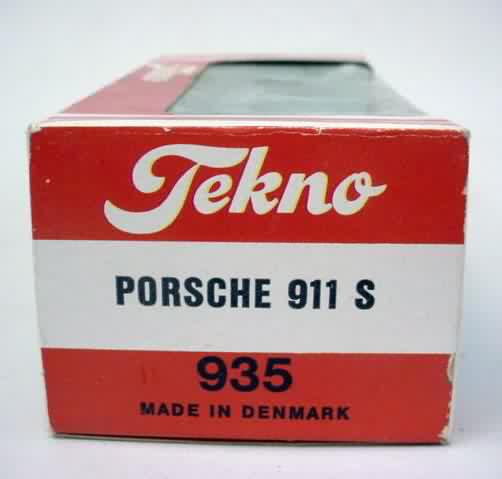 Tekno
PORSCHE 911 S
935
MADE IN DENMARK